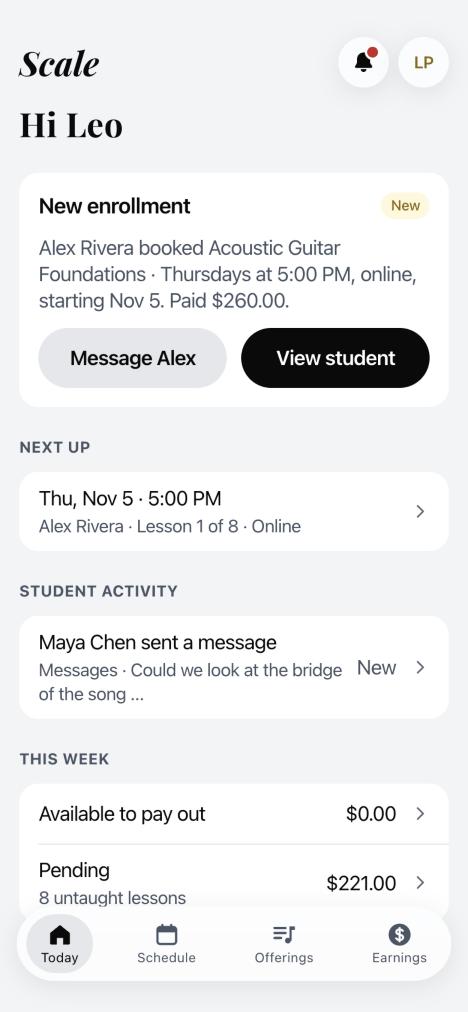 Scale
LP
Hi Leo
New enrollment
New
Alex Rivera booked Acoustic Guitar
Foundations · Thursdays at 5:00 PM, online,
starting Nov 5. Paid $260.00.
Message Alex
View student
NEXT UP
Thu, Nov 5 · 5:00 PM
Alex Rivera · Lesson 1 of 8 · Online
STUDENT ACTIVITY
Maya Chen sent a message
Messages · Could we look at the bridge
of the song ...
New
THIS WEEK
Available to pay out
$0.00
Pending
8 untaught lessons
$221.00
Today
Schedule
Offerings
Earnings